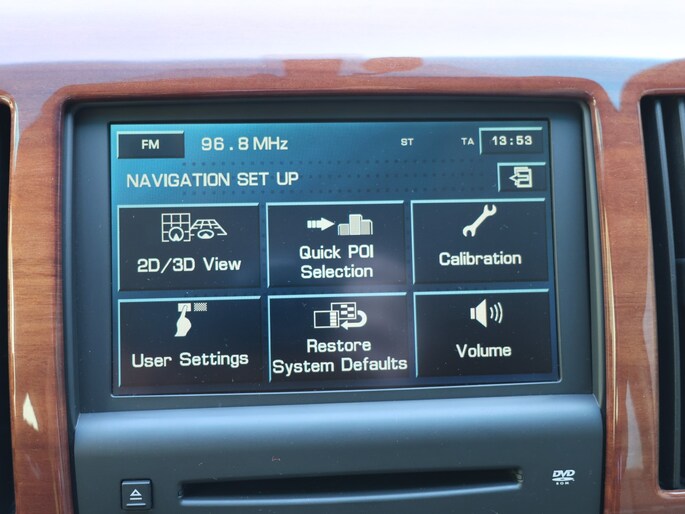 FM 96.8 MHz ST TA 13:53
NAVIGATION SET UP
2D/3D View
Quick POI
Selection
Calibration
User Settings
Restore
System Defaults
Volume
DVD
ROM